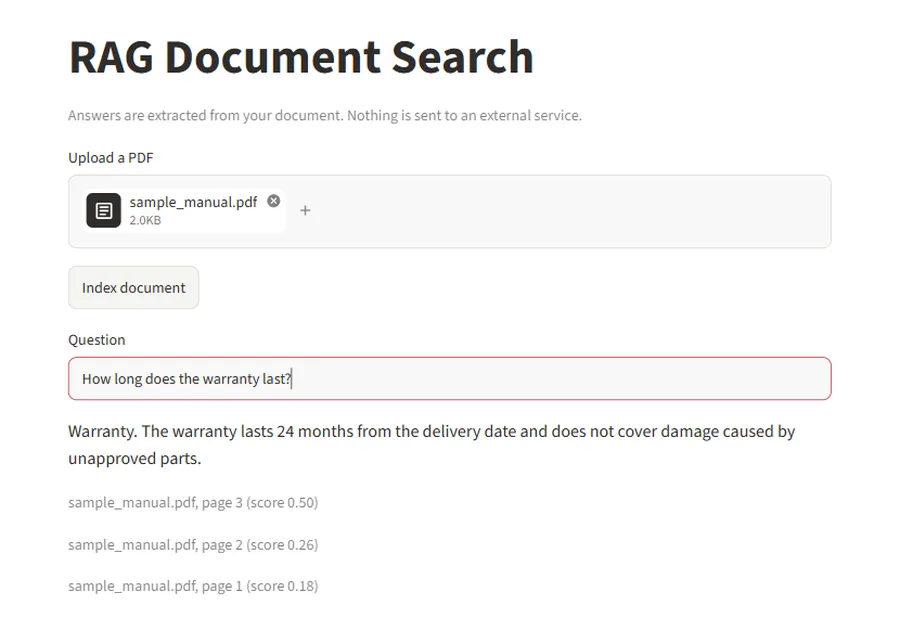 RAG Document Search
Answers are extracted from your document. Nothing is sent to an external service.
Upload a PDF
sample_manual.pdf
2.0KB
Index document
Question
How long does the warranty last?
Warranty. The warranty lasts 24 months from the delivery date and does not cover damage caused by
unapproved parts.
sample_manual.pdf, page 3 (score 0.50)
sample_manual.pdf, page 2 (score 0.26)
sample_manual.pdf, page 1 (score 0.18)